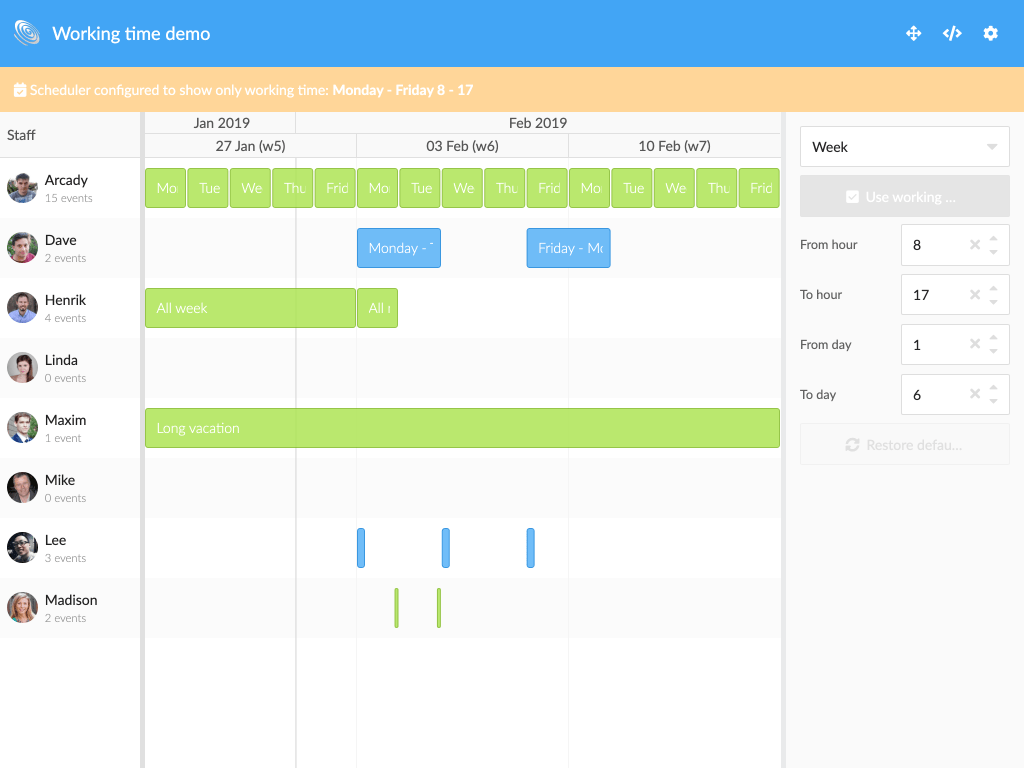 Working time demo
Scheduler configured to show only working time: Monday - Friday 8 - 17
Staff
Jan 2019
Feb 2019
27 Jan (w5)
03 Feb (w6)
10 Feb (w7)
Arcady
15 events
Mo
Tue
We
Thu
Frid
Mo
Tue
We
Thu
Frid
Mo
Tue
We
Thu
Frid
Dave
2 events
Monday -
Friday - Mo
Henrik
4 events
All week
All
Linda
0 events
Maxim
1 event
Long vacation
Mike
0 events
Lee
3 events
Madison
2 events
Week
Use working ...
From hour
8
To hour
17
From day
1
To day
6
Restore defau...